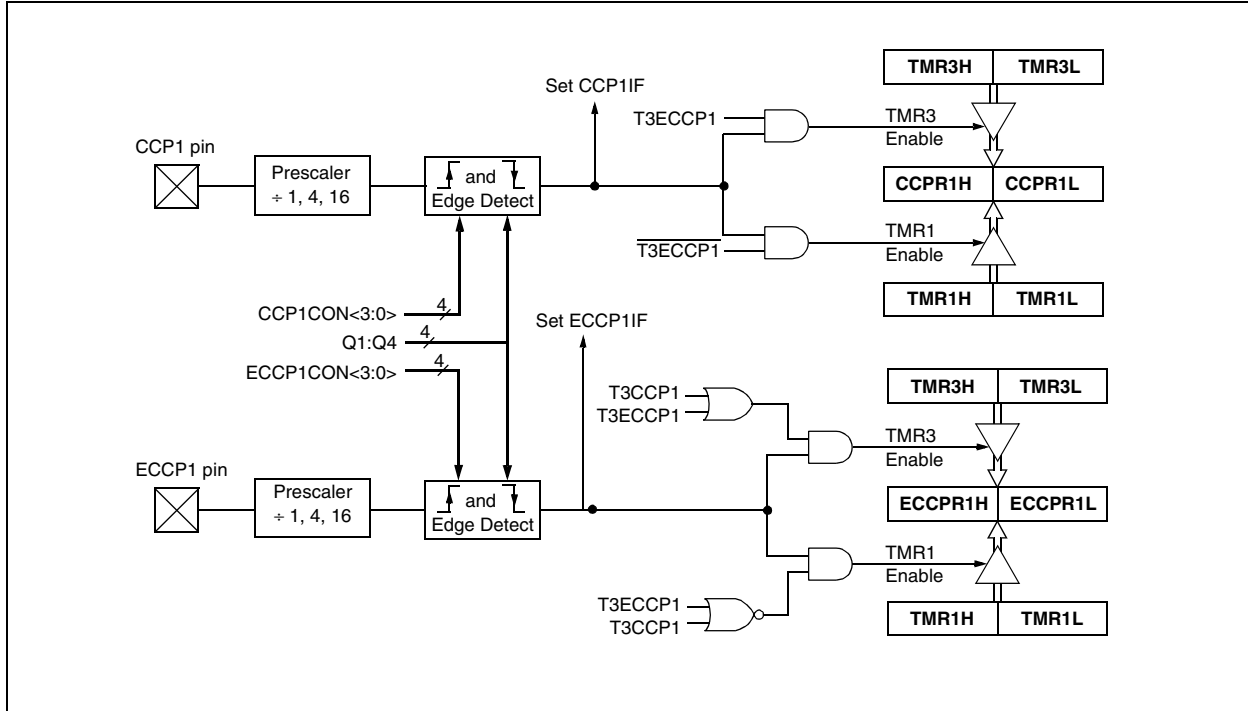 TMR3H TMR3L
Set CCP1IF
T3ECCP1
TMR3
Enable
CCP1 pin
Prescaler
÷ 1, 4, 16
and
Edge Detect
CCPR1H CCPR1L
T3ECCP1
TMR1
Enable
TMR1H TMR1L
CCP1CON<3:0> 4
Q1:Q4 4
ECCP1CON<3:0> 4
Set ECCP1IF
TMR3H TMR3L
T3CCP1
T3ECCP1
TMR3
Enable
ECCP1 pin
Prescaler
÷ 1, 4, 16
and
Edge Detect
ECCPR1H ECCPR1L
TMR1
Enable
T3ECCP1
T3CCP1
TMR1H TMR1L